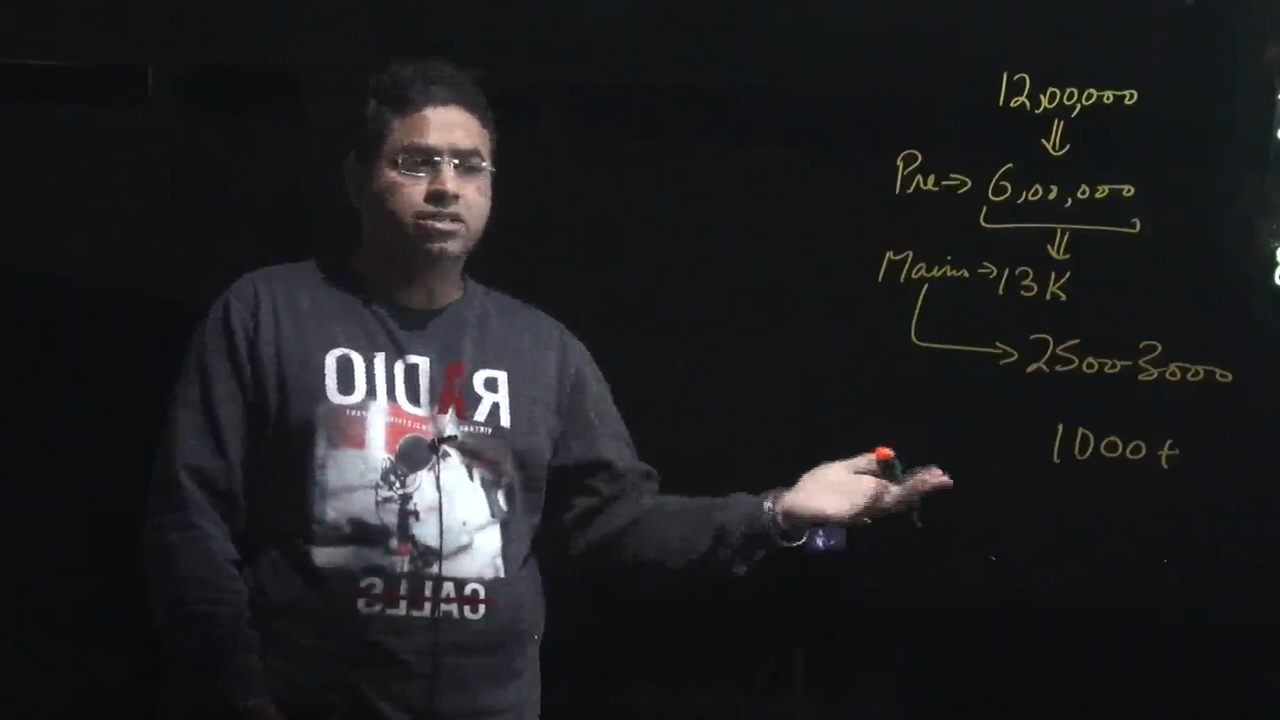 12,00,000
⇓
Pre → 6,00,000
⇓
Mains → 13K
→ 2500-3000
1000+
RADIO
CALLS